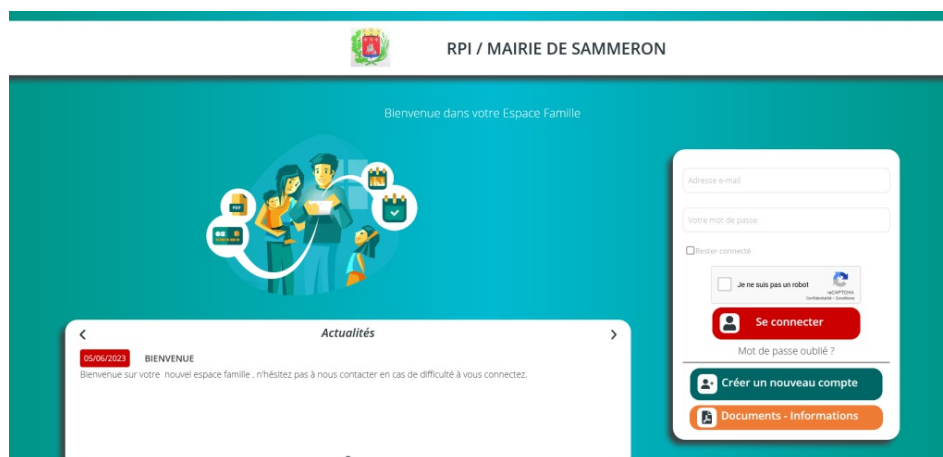 RPI / MAIRIE DE SAMMERON
Bienvenue dans votre Espace Famille
PDF
Adresse e-mail
Votre mot de passe
Rester connecté
Je ne suis pas un robot
reCAPTCHA
Confidentialité - Conditions
Se connecter
Mot de passe oublié ?
Créer un nouveau compte
Documents - Informations
Actualités
05/06/2023 BIENVENUE
Bienvenue sur votre nouvel espace famille , n'hésitez pas à nous contacter en cas de difficulté à vous connectez.